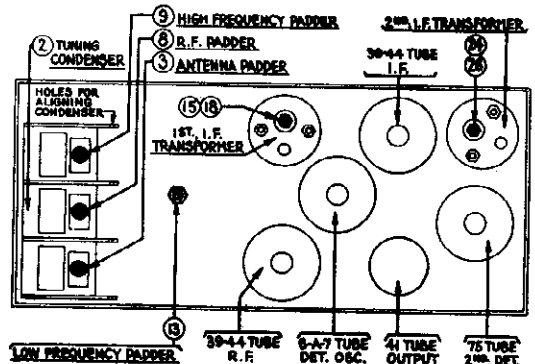 9 HIGH FREQUENCY PADDER
8 R.F. PADDER
3 ANTENNA PADDER
2 TUNING
CONDENSER
HOLES FOR
ALIGNING
CONDENSER
15 18
1ST. I.F.
TRANSFORMER
39-44 TUBE
I.F.
2ND I.F. TRANSFORMER
24
13
LOW FREQUENCY PADDER
39-44 TUBE
R.F.
6-A-7 TUBE
DET. OSC.
41 TUBE
OUTPUT
75 TUBE
2ND DET.